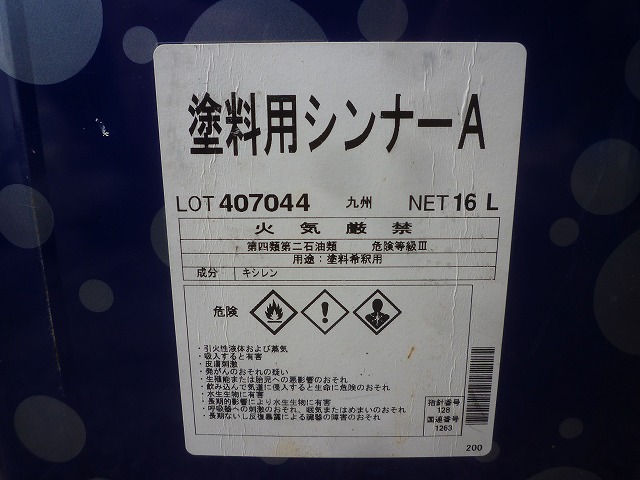 塗料用シンナーA
LOT 407044 九州 NET 16 L
火気厳禁
第四類第二石油類 危険等級Ⅲ
用途：塗料希釈用
成分 キシレン
危険
・引火性液体および蒸気
・吸入すると有害
・皮膚刺激
・発がんのおそれの疑い
・生殖能または胎児への悪影響のおそれ
・飲み込んで気道に侵入すると生命に危険のおそれ
・水生生物に有害
・長期的影響により水生生物に有害
・呼吸器への刺激のおそれ、眠気またはめまいのおそれ
・長期ないし反復暴露による臓器の障害のおそれ
指針番号
128
国連番号
1263
200